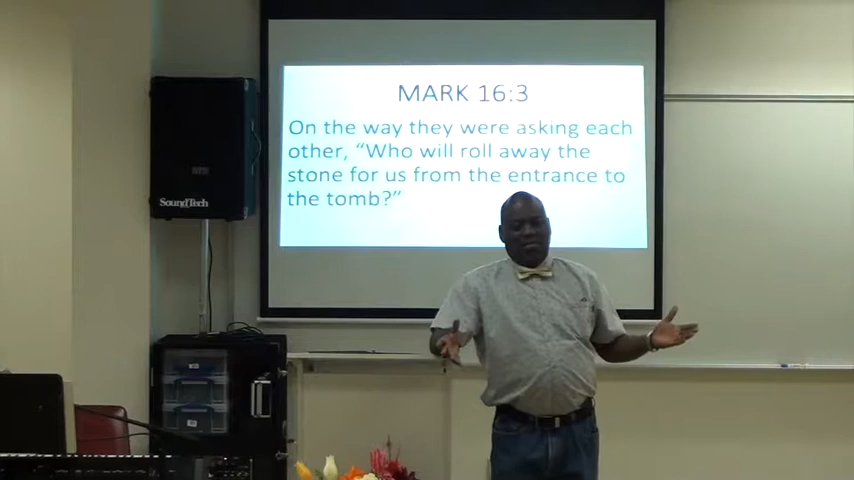 MARK 16:3
On the way they were asking each
other, “Who will roll away the
stone for us from the entrance to
the tomb?”
SoundTech